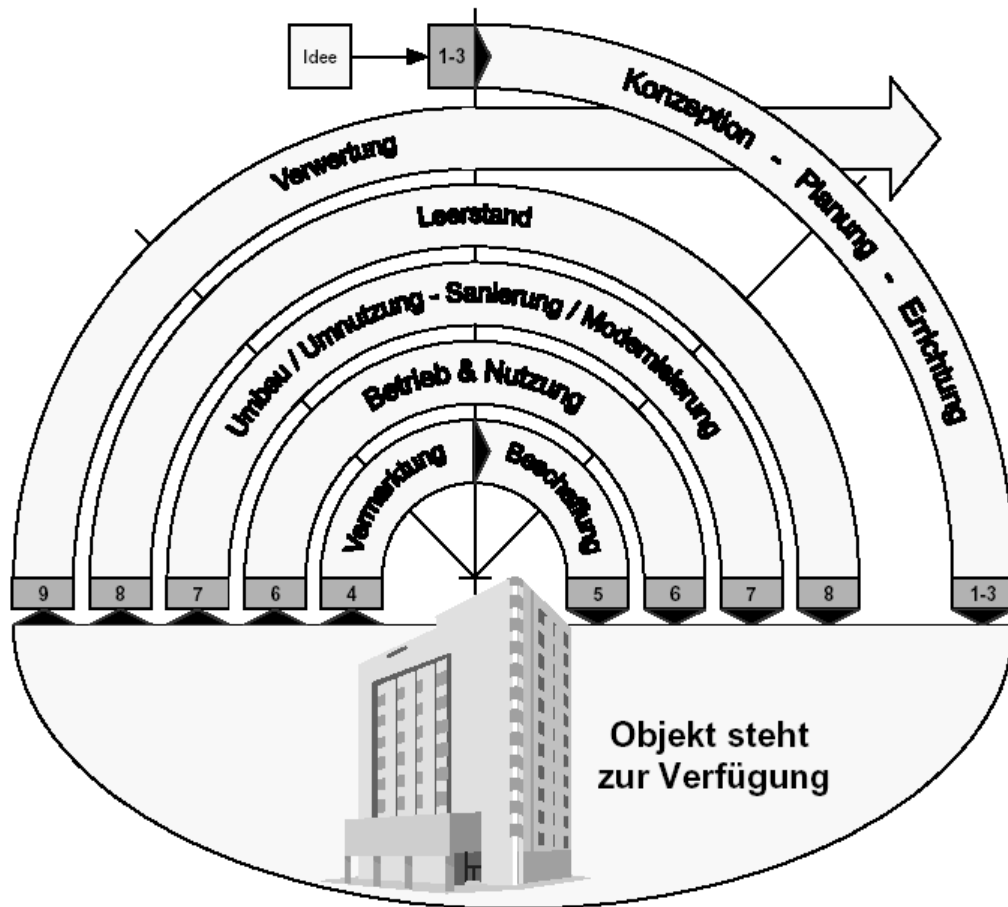 Idee
1-3
Konzeption - Planung - Errichtung
Verwertung
Leerstand
Umbau / Umnutzung - Sanierung / Modernisierung
Betrieb & Nutzung
Vermarktung
Beschaffung
9
8
7
6
4
5
6
7
8
1-3
Objekt steht
zur Verfügung